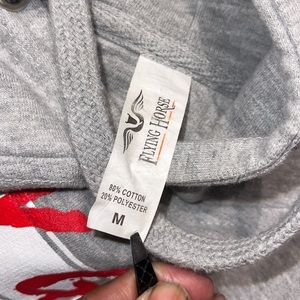 FLYING HORSE
80% COTTON
20% POLYESTER
M